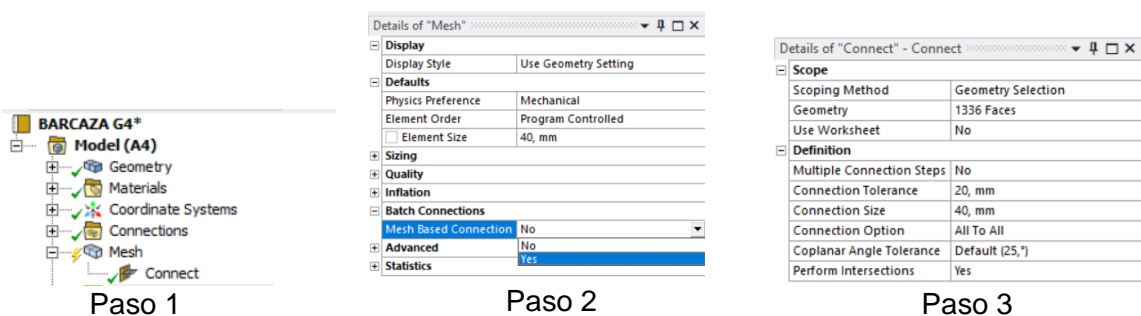 BARCAZA G4*
Model (A4)
Geometry
Materials
Coordinate Systems
Connections
Mesh
Connect
Paso 1
Details of "Mesh"
Display
Display Style Use Geometry Setting
Defaults
Physics Preference Mechanical
Element Order Program Controlled
Element Size 40, mm
Sizing
Quality
Inflation
Batch Connections
Mesh Based Connection No
No
Advanced
Yes
Statistics
Paso 2
Details of "Connect" - Connect
Scope
Scoping Method Geometry Selection
Geometry 1336 Faces
Use Worksheet No
Definition
Multiple Connection Steps No
Connection Tolerance 20, mm
Connection Size 40, mm
Connection Option All To All
Coplanar Angle Tolerance Default (25,°)
Perform Intersections Yes
Paso 3